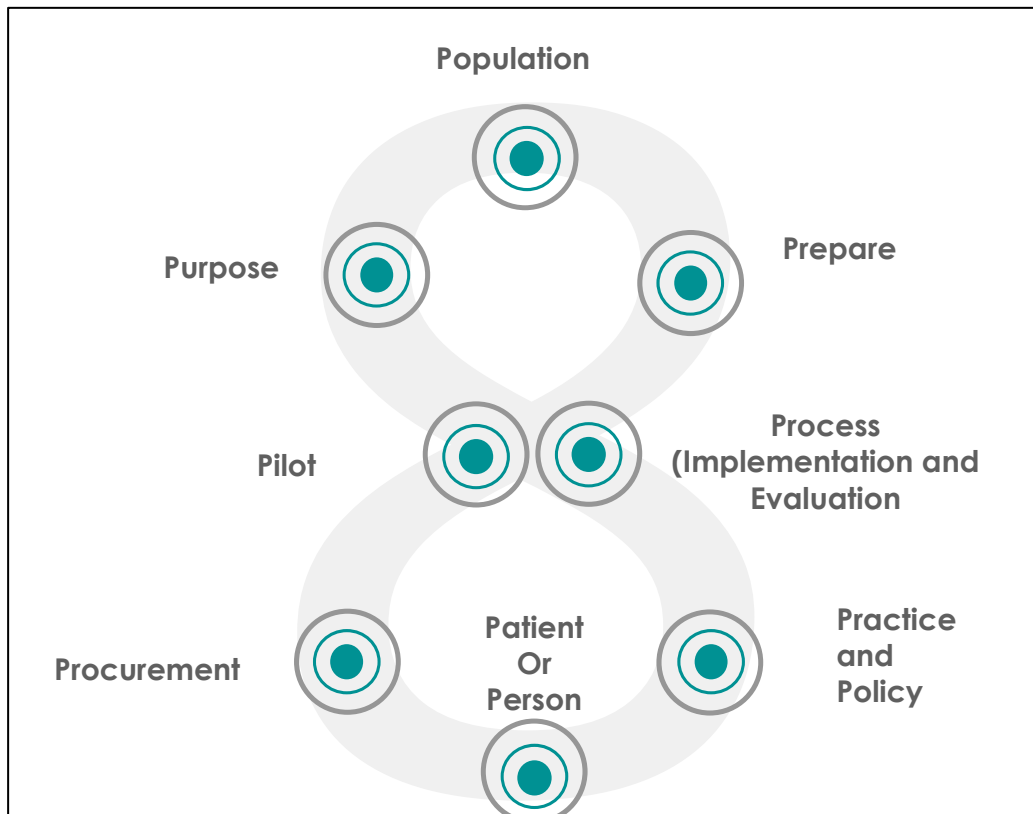 Population
Purpose
Prepare
Pilot
Process
(Implementation and
Evaluation
Procurement
Patient
Or
Person
Practice
and
Policy